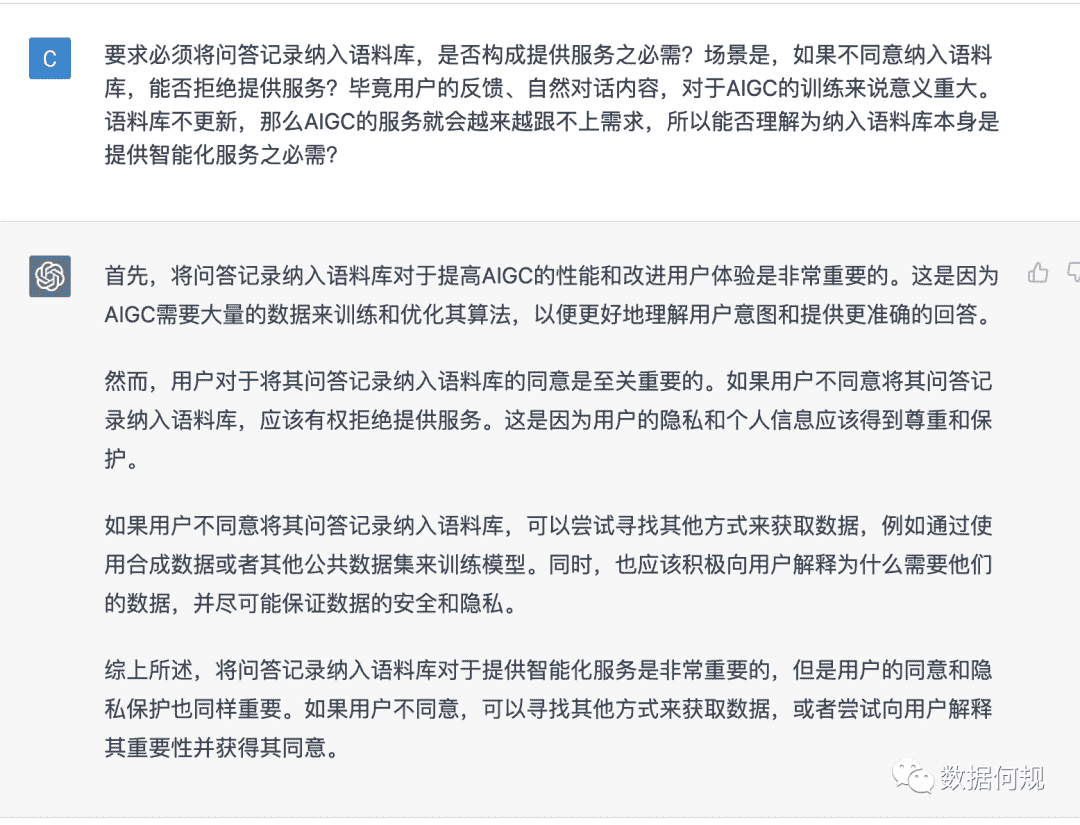 C
要求必须将问答记录纳入语料库，是否构成提供服务之必需？场景是，如果不同意纳入语料
库，能否拒绝提供服务？毕竟用户的反馈、自然对话内容，对于AIGC的训练来说意义重大。
语料库不更新，那么AIGC的服务就会越来越跟不上需求，所以能否理解为纳入语料库本身是
提供智能化服务之必需？
首先，将问答记录纳入语料库对于提高AIGC的性能和改进用户体验是非常重要的。这是因为
AIGC需要大量的数据来训练和优化其算法，以便更好地理解用户意图和提供更准确的回答。
然而，用户对于将其问答记录纳入语料库的同意是至关重要的。如果用户不同意将其问答记
录纳入语料库，应该有权拒绝提供服务。这是因为用户的隐私和个人信息应该得到尊重和保
护。
如果用户不同意将其问答记录纳入语料库，可以尝试寻找其他方式来获取数据，例如通过使
用合成数据或者其他公共数据集来训练模型。同时，也应该积极向用户解释为什么需要他们
的数据，并尽可能保证数据的安全和隐私。
综上所述，将问答记录纳入语料库对于提供智能化服务是非常重要的，但是用户的同意和隐
私保护也同样重要。如果用户不同意，可以寻找其他方式来获取数据，或者尝试向用户解释
其重要性并获得其同意。
数据何规